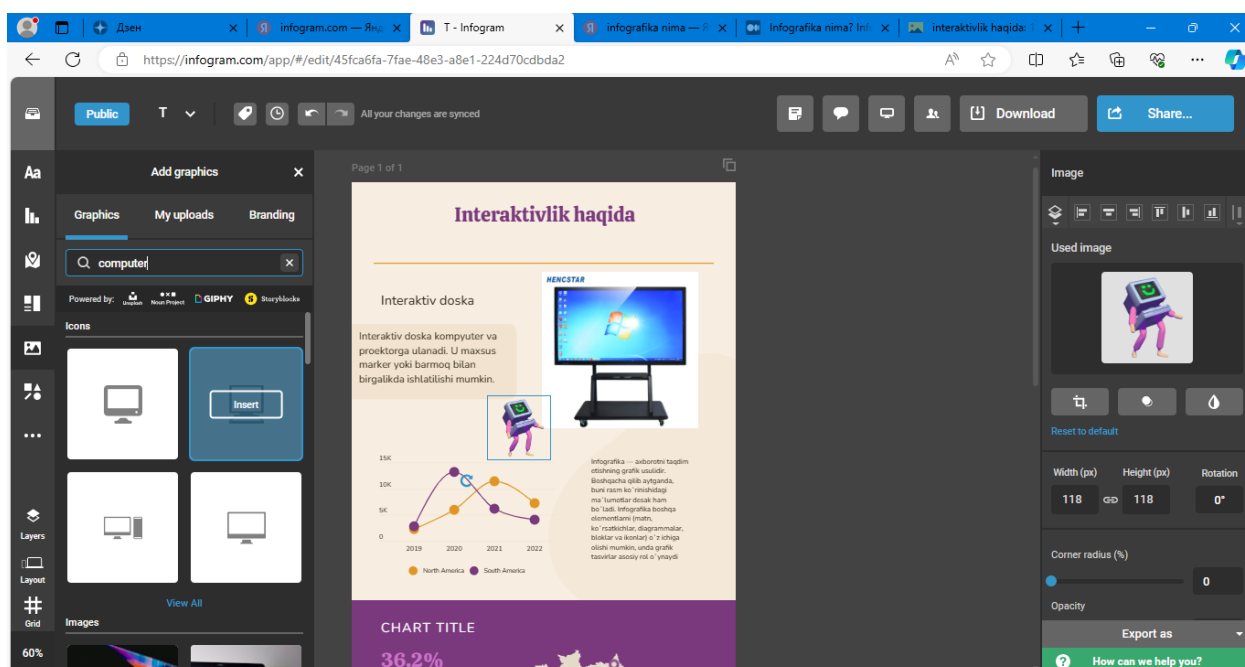 Дзен
infogram.com — Янд
T - Infogram
infografika nima — Я
Infografika nima? Inf
interaktivlik haqida: 1
https://infogram.com/app/#/edit/45fca6fa-7fae-48e3-a8e1-224d70cdbda2
Public
T
All your changes are synced
Download
Share...
Aa
Add graphics
Graphics
My uploads
Branding
computer
Powered by:
Unsplash
Noun Project
GIPHY
Storyblocks
Icons
Insert
View All
Images
Layers
Layout
Grid
60%
Page 1 of 1
Interaktivlik haqida
Interaktiv doska
HENGSTAR
Interaktiv doska kompyuter va
proektorga ulanadi. U maxsus
marker yoki barmoq bilan
birgalikda ishlatilishi mumkin.
15K
10K
5K
0
2019 2020 2021 2022
North America South America
Infografika — axborotni taqdim
etishning grafik usulidir.
Boshqacha qilib aytganda,
buni rasm ko`rinishidagi
ma`lumotlar desak ham
bo`ladi. Infografika boshqa
elementlarni (matn,
ko`rsatkichlar, diagrammalar,
bloklar va ikonlar) o`z ichiga
olishi mumkin, unda grafik
tasvirlar asosiy rol o`ynaydi
CHART TITLE
36.2%
Image
Used image
Reset to default
Width (px) Height (px) Rotation
118 118 0°
Corner radius (%)
0
Opacity
Export as
How can we help you?